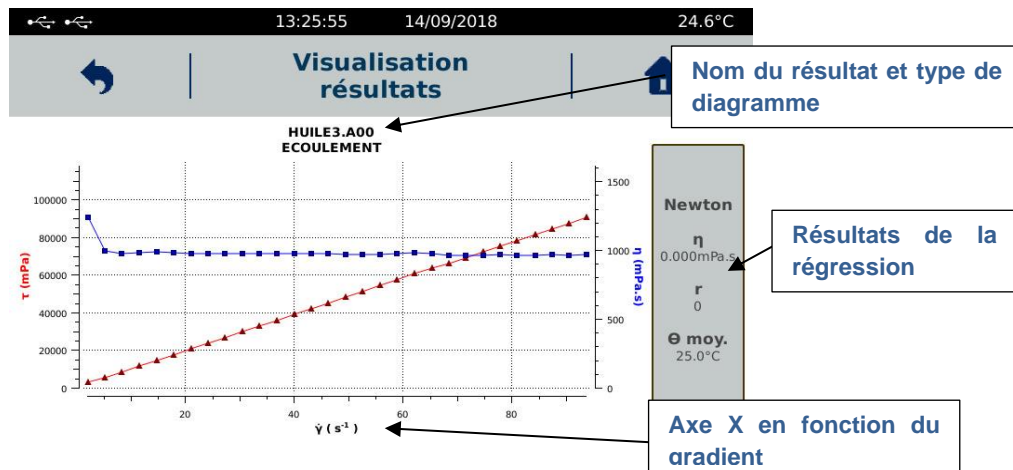 13:25:55 14/09/2018 24.6°C
Visualisation
résultats
Nom du résultat et type de
diagramme
HUILE3.A00
ECOULEMENT
τ (mPa)
100000
80000
60000
40000
20000
0
1500
1000
500
0
η (mPa.s)
20 40 60 80
γ̇ ( s⁻¹ )
Newton
η
0.000mPa.s
r
0
Θ moy.
25.0°C
Résultats de la
régression
Axe X en fonction du
gradient